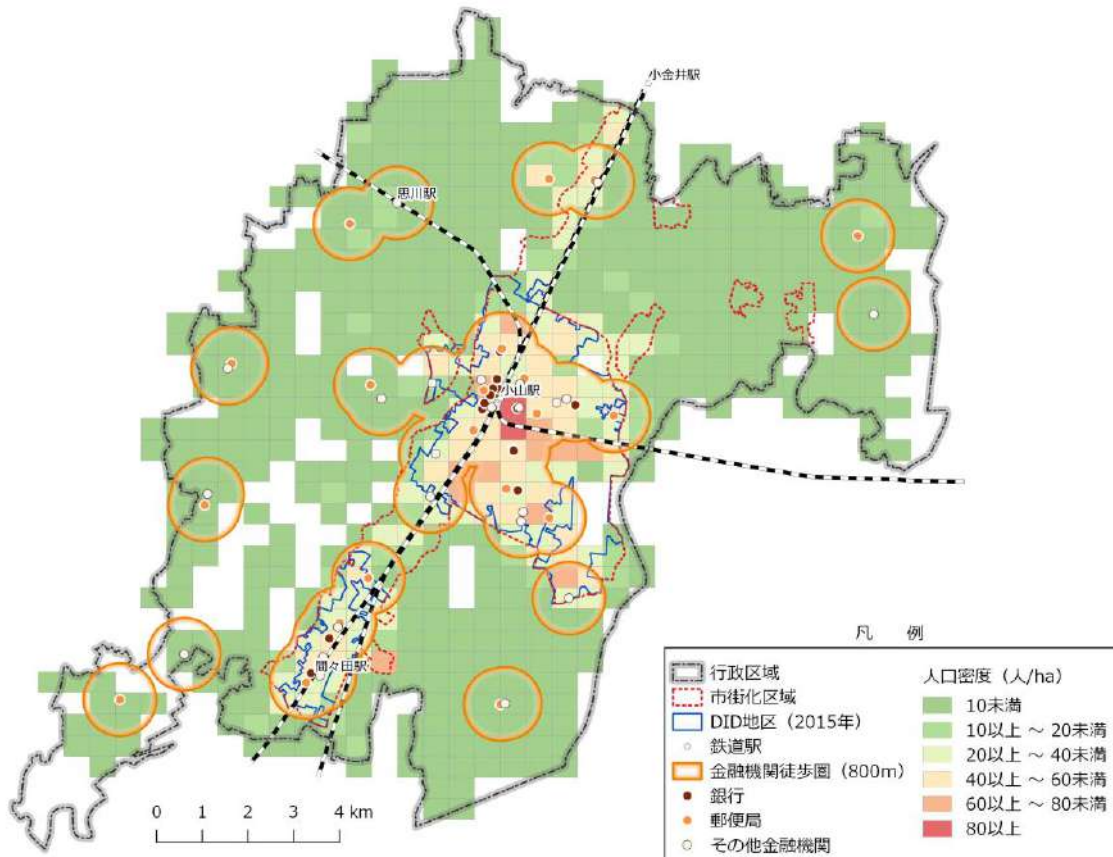 小金井駅
思川駅
小山駅
間々田駅
0 1 2 3 4 km
凡 例
行政区域
市街化区域
DID地区（2015年）
鉄道駅
金融機関徒歩圏（800m）
銀行
郵便局
その他金融機関
人口密度（人/ha）
10未満
10以上 ～ 20未満
20以上 ～ 40未満
40以上 ～ 60未満
60以上 ～ 80未満
80以上